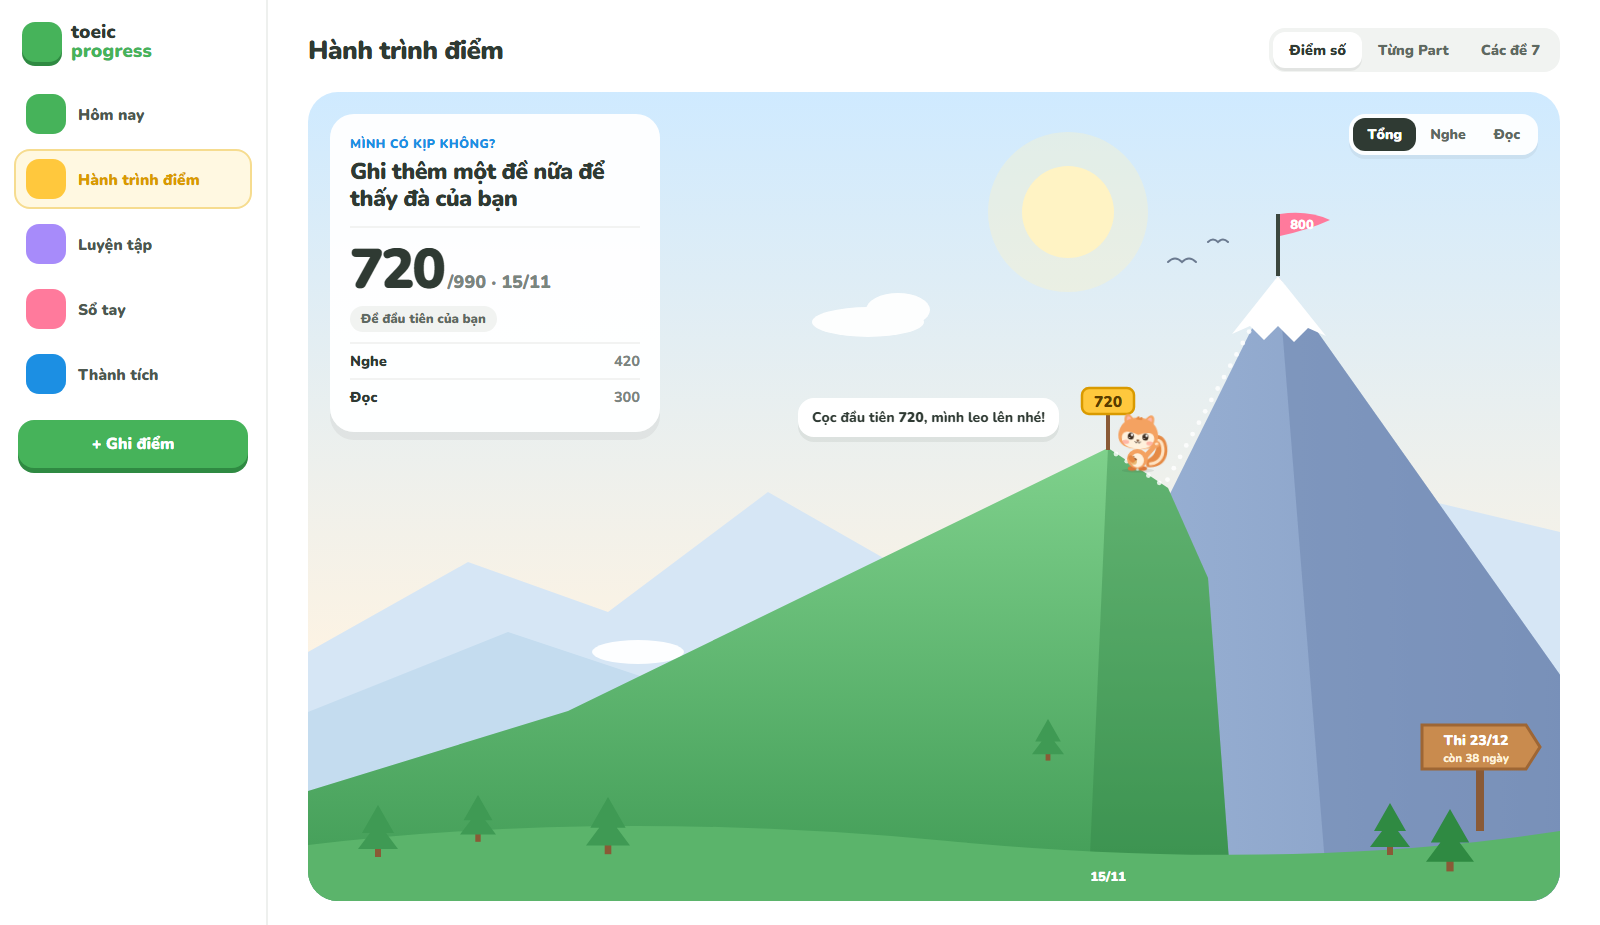 toeic
progress
Hôm nay
Hành trình điểm
Luyện tập
Sổ tay
Thành tích
+ Ghi điểm
Hành trình điểm
Điểm số
Từng Part
Các đề 7
MÌNH CÓ KỊP KHÔNG?
Ghi thêm một đề nữa để
thấy đà của bạn
720/990 · 15/11
Đề đầu tiên của bạn
Nghe 420
Đọc 300
Tổng
Nghe
Đọc
800
720
Cọc đầu tiên 720, mình leo lên nhé!
Thi 23/12
còn 38 ngày
15/11